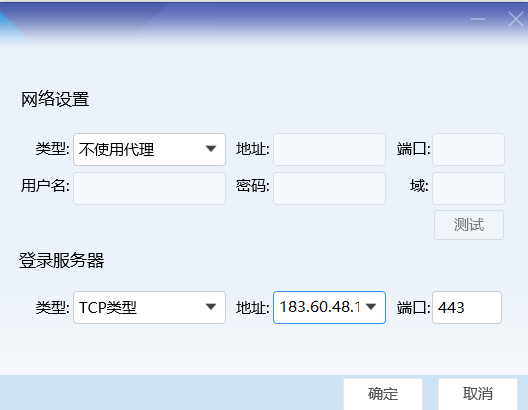 网络设置
类型: 不使用代理 地址: 端口:
用户名: 密码: 域:
测试
登录服务器
类型: TCP类型 地址: 183.60.48.1 端口: 443
确定 取消